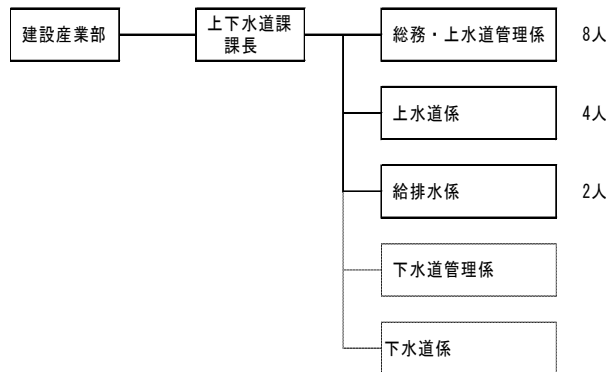 建設産業部
上下水道課
課長
総務・上水道管理係
8人
上水道係
4人
給排水係
2人
下水道管理係
下水道係